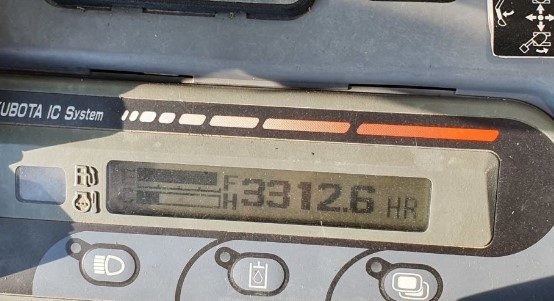 KUBOTA IC System
F
H 3312.6 HR